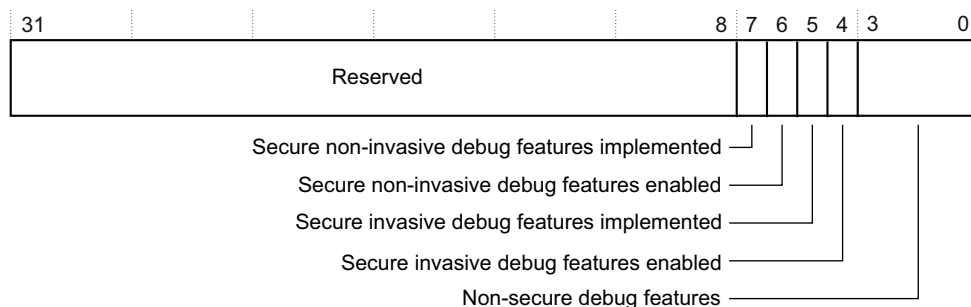 31 8 7 6 5 4 3 0
Reserved
Secure non-invasive debug features implemented
Secure non-invasive debug features enabled
Secure invasive debug features implemented
Secure invasive debug features enabled
Non-secure debug features